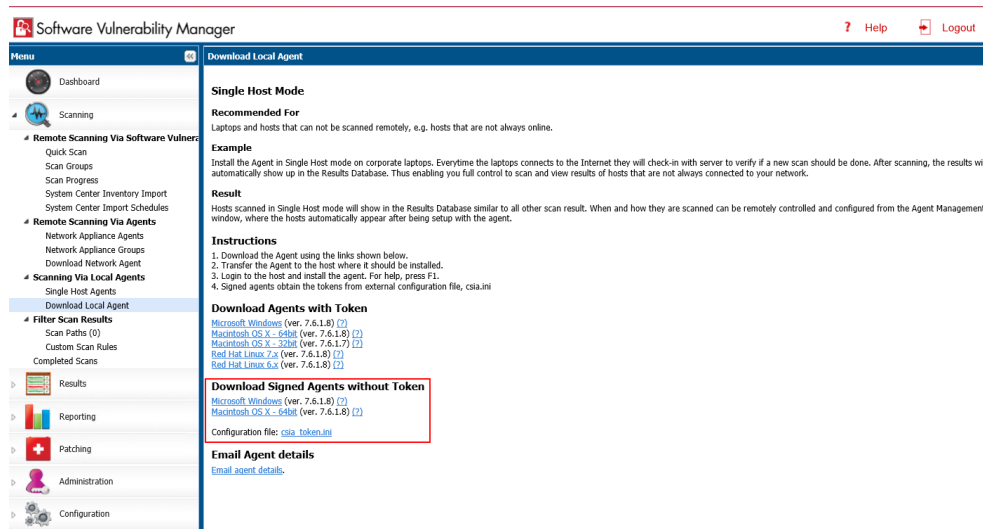 Software Vulnerability Manager
? Help
Logout
Menu
Dashboard
Scanning
Remote Scanning Via Software Vulnera
Quick Scan
Scan Groups
Scan Progress
System Center Inventory Import
System Center Import Schedules
Remote Scanning Via Agents
Network Appliance Agents
Network Appliance Groups
Download Network Agent
Scanning Via Local Agents
Single Host Agents
Download Local Agent
Filter Scan Results
Scan Paths (0)
Custom Scan Rules
Completed Scans
Results
Reporting
Patching
Administration
Configuration
Download Local Agent
Single Host Mode
Recommended For
Laptops and hosts that can not be scanned remotely, e.g. hosts that are not always online.
Example
Install the Agent in Single Host mode on corporate laptops. Everytime the laptops connects to the Internet they will check-in with server to verify if a new scan should be done. After scanning, the results wi
automatically show up in the Results Database. Thus enabling you full control to scan and view results of hosts that are not always connected to your network.
Result
Hosts scanned in Single Host Mode will show in the Results Database similar to all other scan result. When and how they are scanned can be remotely controlled and configured from the Agent Management
window, where the hosts automatically appear after being setup with the agent.
Instructions
1. Download the Agent using the links shown below.
2. Transfer the Agent to the host where it should be installed.
3. Login to the host and install the agent. For help, press F1.
4. Signed agents obtain the tokens from external configuration file, csia.ini
Download Agents with Token
Microsoft Windows (ver. 7.6.1.8) (?)
Macintosh OS X - 64bit (ver. 7.6.1.8) (?)
Macintosh OS X - 32bit (ver. 7.6.1.7) (?)
Red Hat Linux 7.x (ver. 7.6.1.8) (?)
Red Hat Linux 6.x (ver. 7.6.1.8) (?)
Download Signed Agents without Token
Microsoft Windows (ver. 7.6.1.8) (?)
Macintosh OS X - 64bit (ver. 7.6.1.8) (?)
Configuration file: csia_token.ini
Email Agent details
Email agent details.